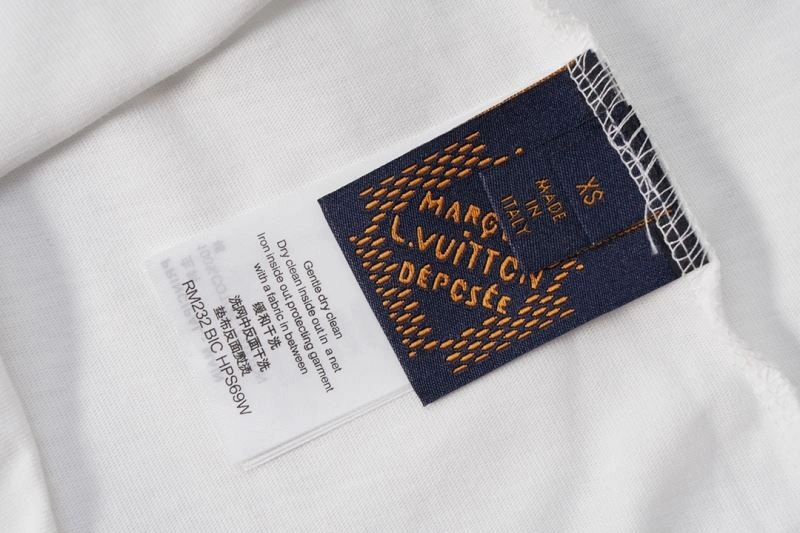 XS
MADE
IN
ITALY
L.VUITTON
DÉPOSÉE
Gentle dry clean
Dry clean inside out in a net
Iron inside out protecting garment
with a fabric in between
缓和干洗
洗网中反面干洗
垫布反面熨烫
RM232 BIC HPS69W